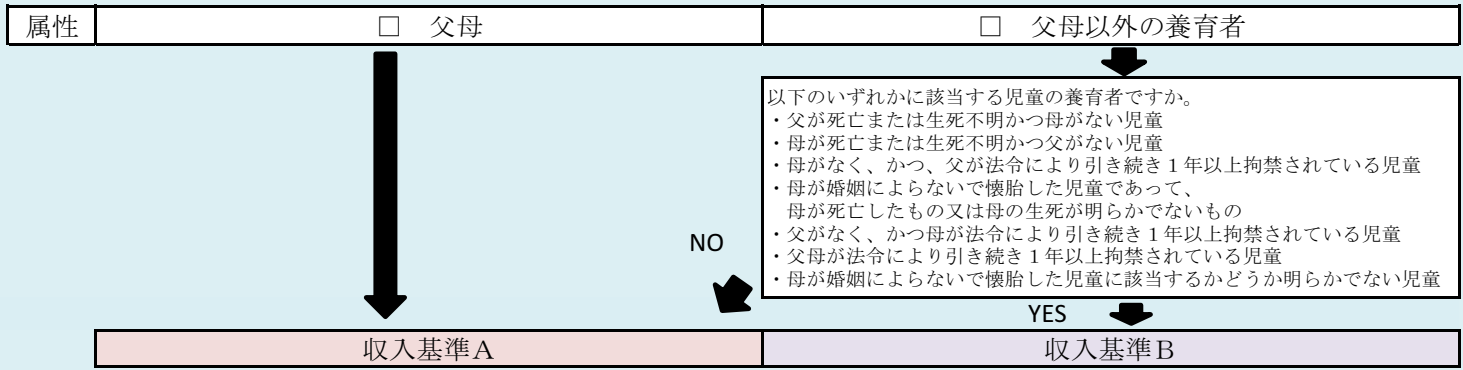 属性 □ 父母 □ 父母以外の養育者
以下のいずれかに該当する児童の養育者ですか。
・父が死亡または生死不明かつ母がない児童
・母が死亡または生死不明かつ父がない児童
・母がなく、かつ、父が法令により引き続き１年以上拘禁されている児童
・母が婚姻によらないで懐胎した児童であって、
母が死亡したもの又は母の生死が明らかでないもの
・父がなく、かつ母が法令により引き続き１年以上拘禁されている児童
・父母が法令により引き続き１年以上拘禁されている児童
・母が婚姻によらないで懐胎した児童に該当するかどうか明らかでない児童
NO
YES
収入基準Ａ 収入基準Ｂ